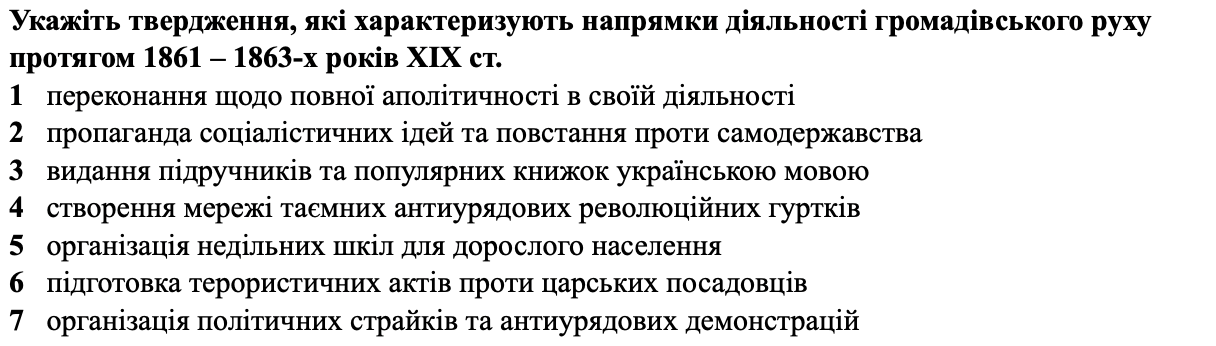 Укажіть твердження, які характеризують напрямки діяльності громадівського руху
протягом 1861 – 1863-х років XIX ст.
1 переконання щодо повної аполітичності в своїй діяльності
2 пропаганда соціалістичних ідей та повстання проти самодержавства
3 видання підручників та популярних книжок українською мовою
4 створення мережі таємних антиурядових революційних гуртків
5 організація недільних шкіл для дорослого населення
6 підготовка терористичних актів проти царських посадовців
7 організація політичних страйків та антиурядових демонстрацій